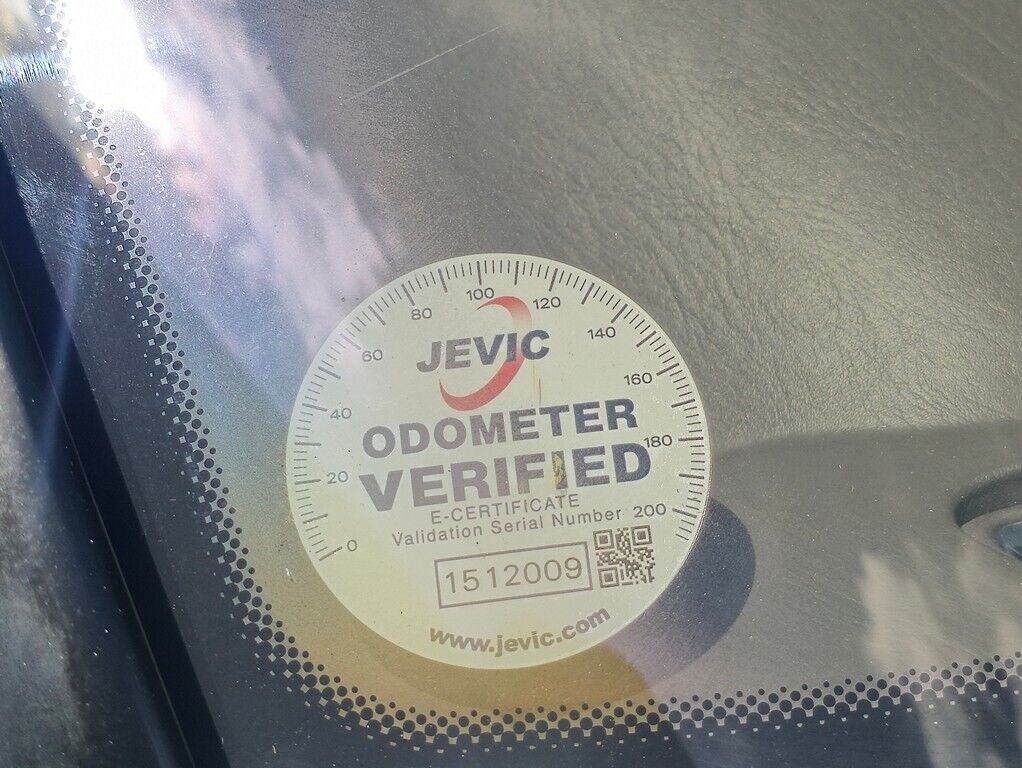 0
20
40
60
80
100
120
140
160
180
200
JEVIC
ODOMETER
VERIFIED
E-CERTIFICATE
Validation Serial Number
1512009
www.jevic.com